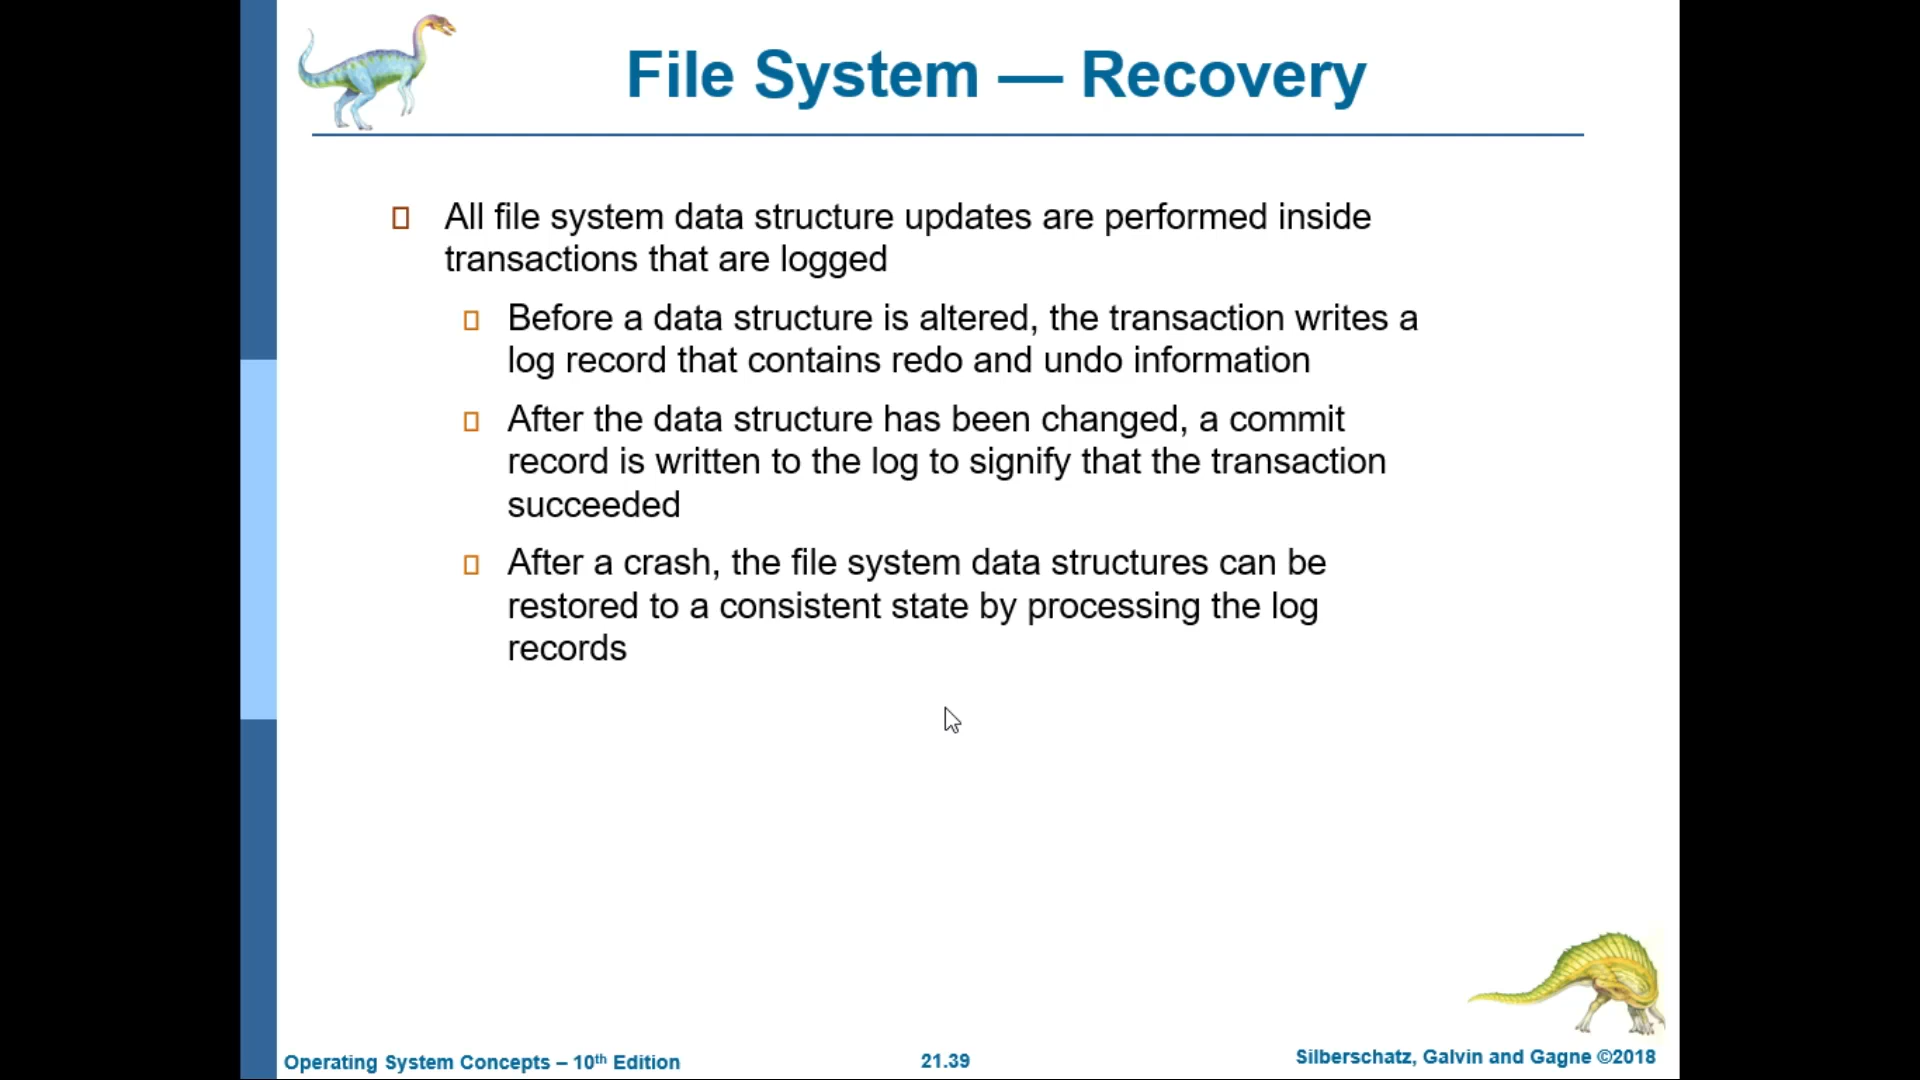 File System — Recovery
All file system data structure updates are performed inside
transactions that are logged
Before a data structure is altered, the transaction writes a
log record that contains redo and undo information
After the data structure has been changed, a commit
record is written to the log to signify that the transaction
succeeded
After a crash, the file system data structures can be
restored to a consistent state by processing the log
records
Operating System Concepts – 10th Edition
21.39
Silberschatz, Galvin and Gagne ©2018